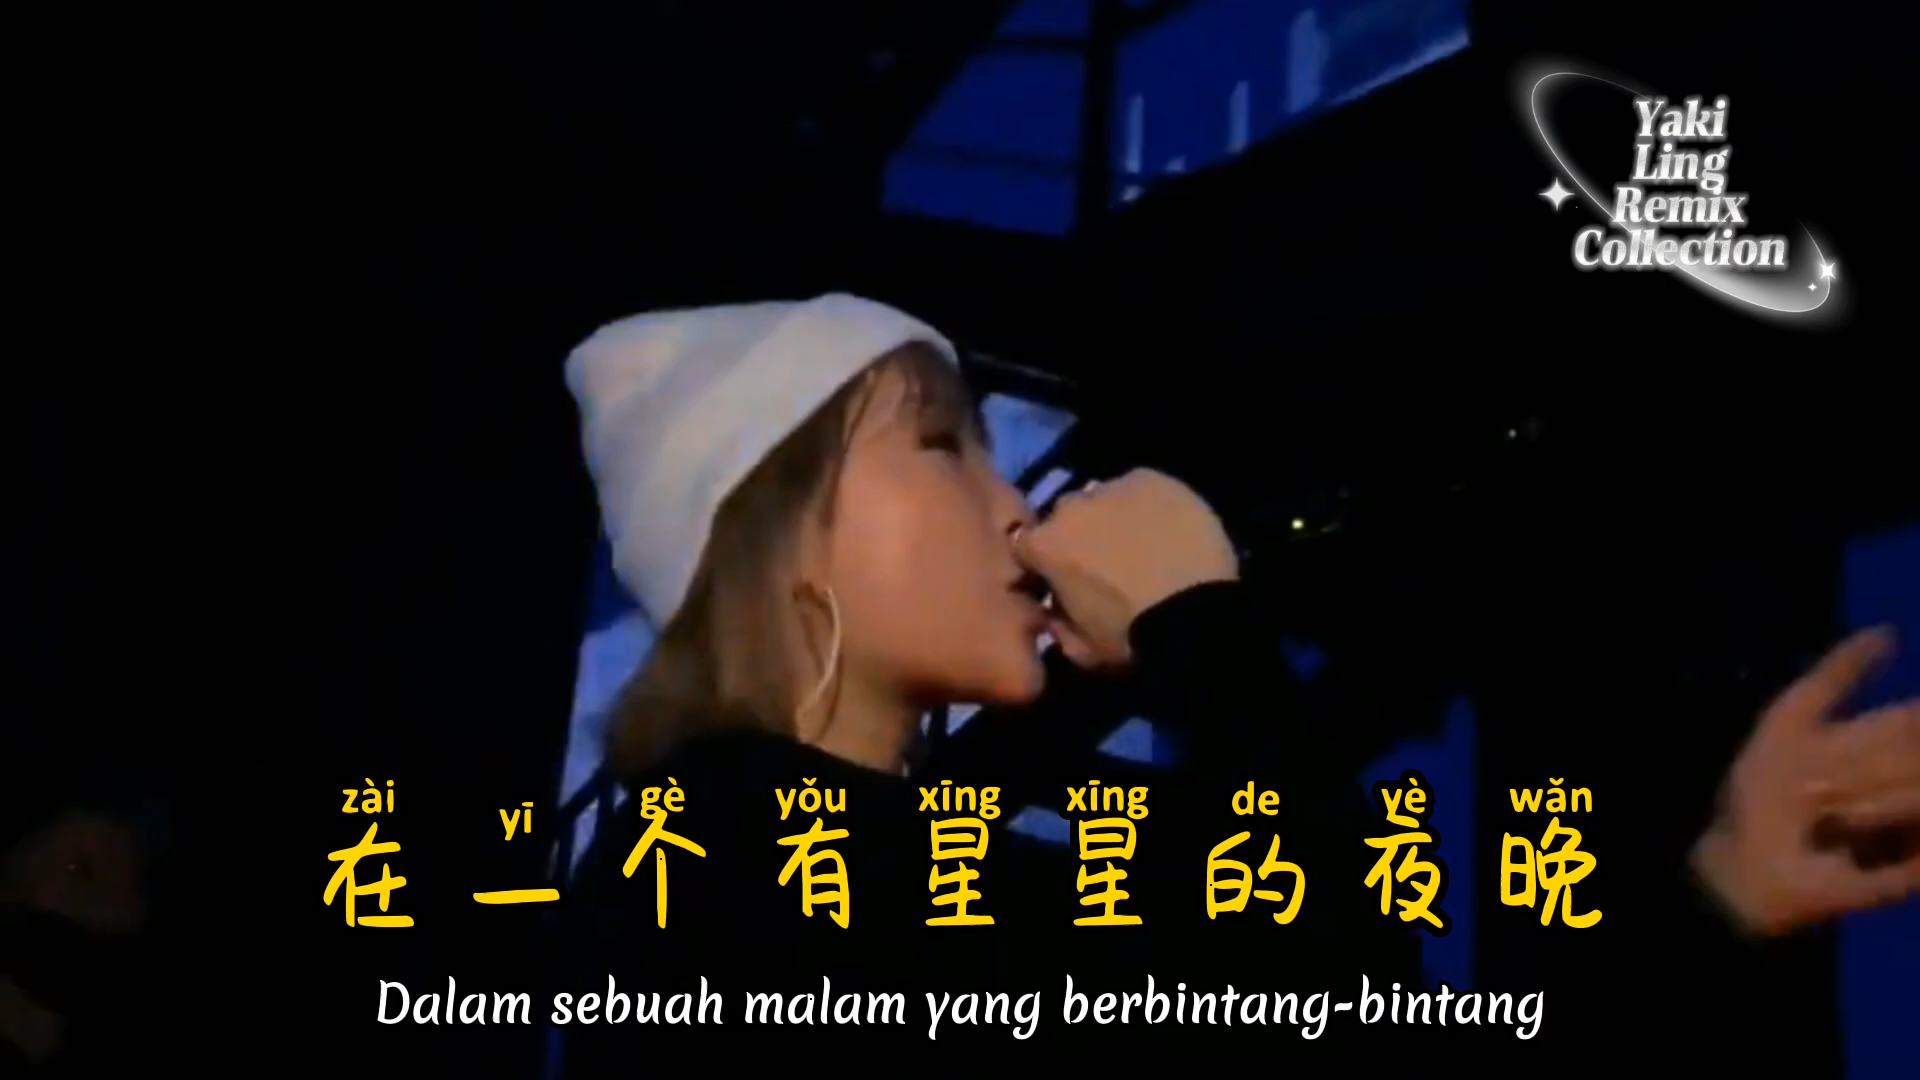 Yaki
Ling
Remix
Collection
zài yī gè yǒu xīng xīng de yè wǎn
在一个有星星的夜晚
Dalam sebuah malam yang berbintang-bintang